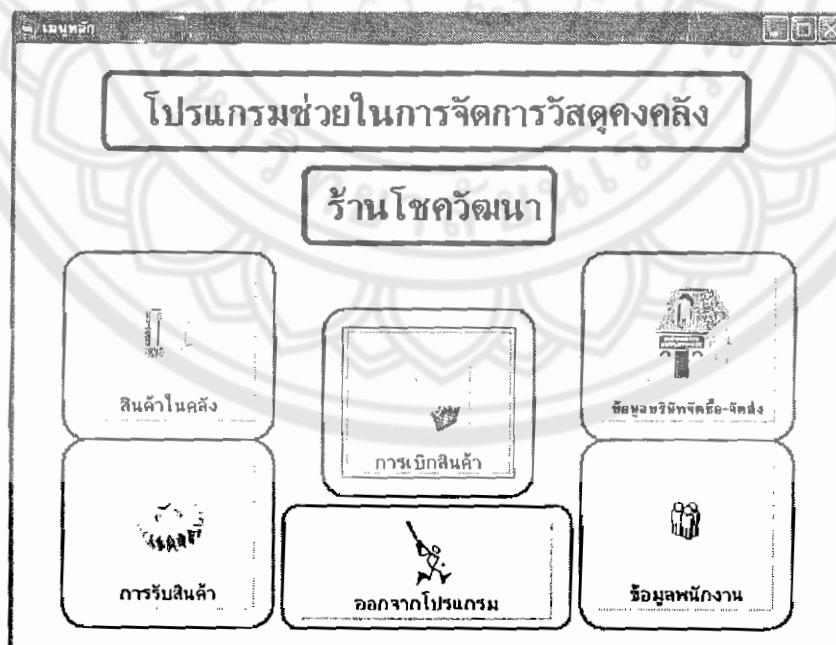 เมนูหลัก
โปรแกรมช่วยในการจัดการวัสดุคงคลัง
ร้านโชควัฒนา
สินค้าในคลัง
การเบิกสินค้า
ข้อมูลบริษัทจัดซื้อ-จัดส่ง
การรับสินค้า
ออกจากโปรแกรม
ข้อมูลพนักงาน